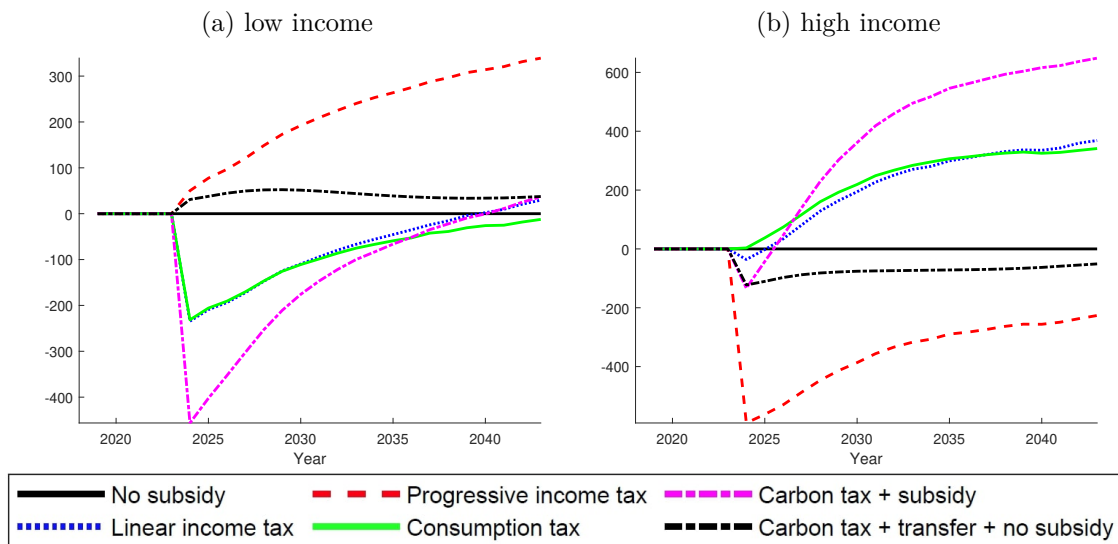 (a) low income
(b) high income
300
200
100
0
-100
-200
-300
-400
2020 2025 2030 2035 2040
Year
600
400
200
0
-200
-400
2020 2025 2030 2035 2040
Year
No subsidy Progressive income tax Carbon tax + subsidy
Linear income tax Consumption tax Carbon tax + transfer + no subsidy